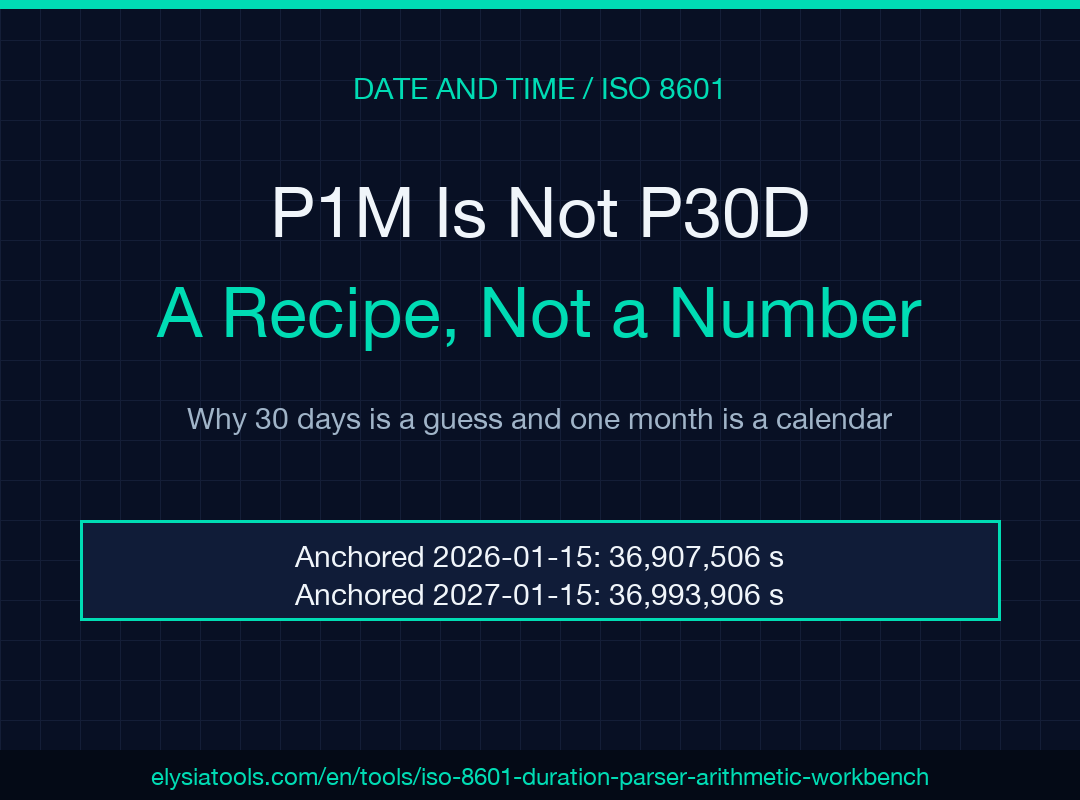 DATE AND TIME / ISO 8601
P1M Is Not P30D
A Recipe, Not a Number
Why 30 days is a guess and one month is a calendar
Anchored 2026-01-15: 36,907,506 s
Anchored 2027-01-15: 36,993,906 s
elysiatools.com/en/tools/iso-8601-duration-parser-arithmetic-workbench